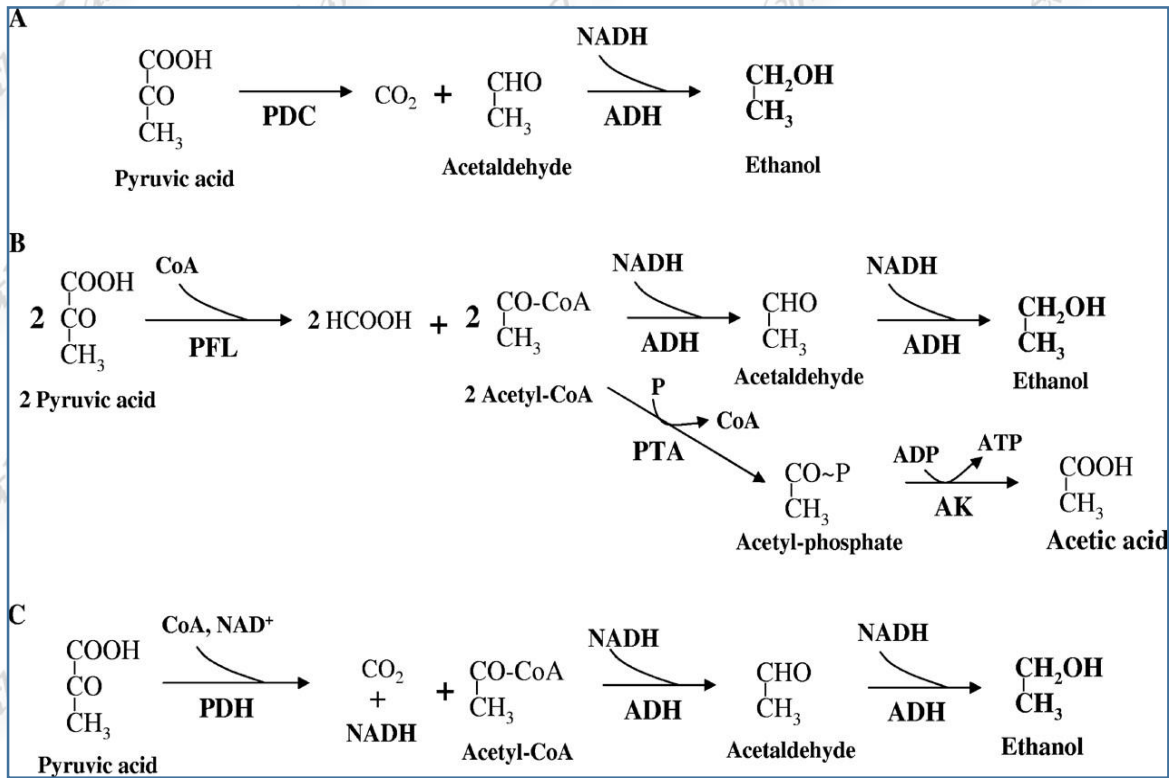 A
NADH
COOH
CO
CH₃
PDC
CO₂ +
CHO
CH₃
ADH
CH₂OH
CH₃
Pyruvic acid
Acetaldehyde
Ethanol
B
CoA
NADH
NADH
2
COOH
CO
CH₃
PFL
2 HCOOH + 2
CO-CoA
CH₃
ADH
CHO
CH₃
ADH
CH₂OH
CH₃
2 Pyruvic acid
2 Acetyl-CoA
Acetaldehyde
Ethanol
P
CoA
PTA
CO~P
CH₃
ADP
ATP
AK
COOH
CH₃
Acetyl-phosphate
Acetic acid
C
CoA, NAD⁺
NADH
NADH
COOH
CO
CH₃
PDH
CO₂
+
NADH
+
CO-CoA
CH₃
ADH
CHO
CH₃
ADH
CH₂OH
CH₃
Pyruvic acid
Acetyl-CoA
Acetaldehyde
Ethanol